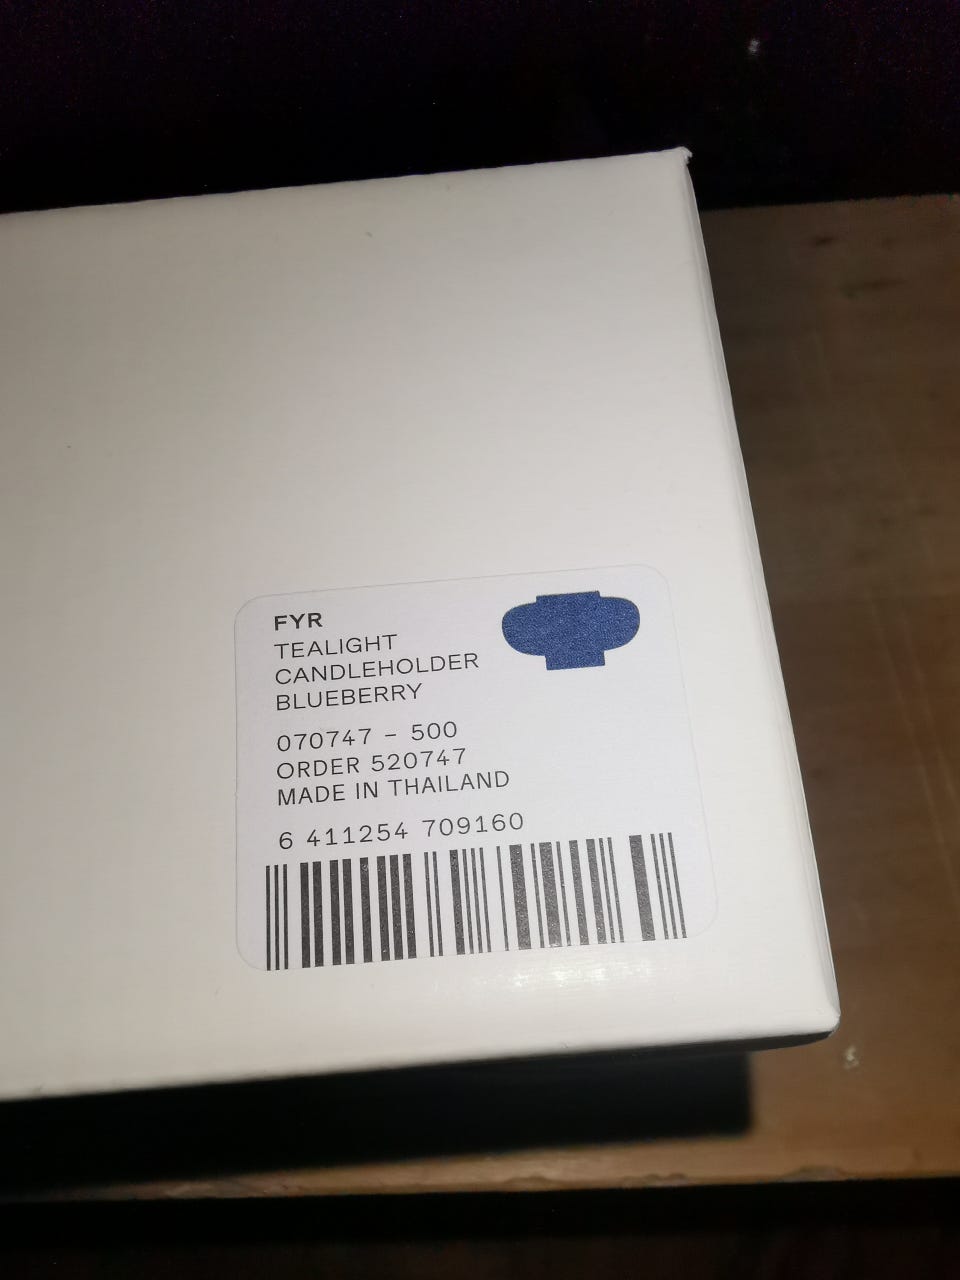 FYR
TEALIGHT
CANDLEHOLDER
BLUEBERRY
070747 – 500
ORDER 520747
MADE IN THAILAND
6 411254 709160